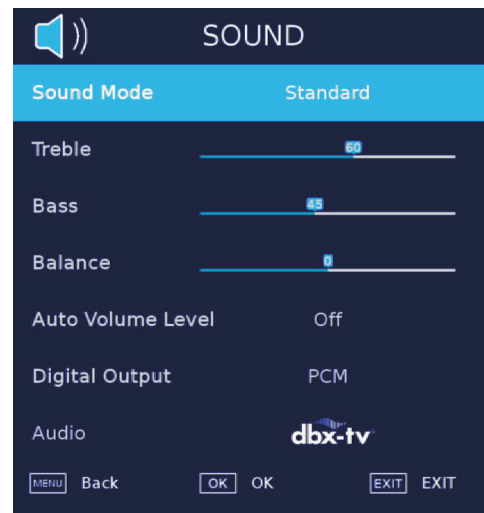 SOUND
Sound Mode Standard
Treble 60
Bass 45
Balance 0
Auto Volume Level Off
Digital Output PCM
Audio dbx-tv
MENU Back OK OK EXIT EXIT